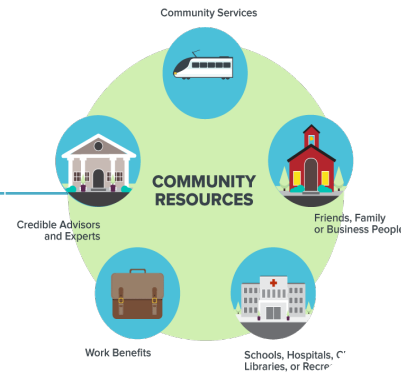 Community Services
COMMUNITY
RESOURCES
Credible Advisors
and Experts
Friends, Family
or Business People
Work Benefits
Schools, Hospitals,
Libraries, or